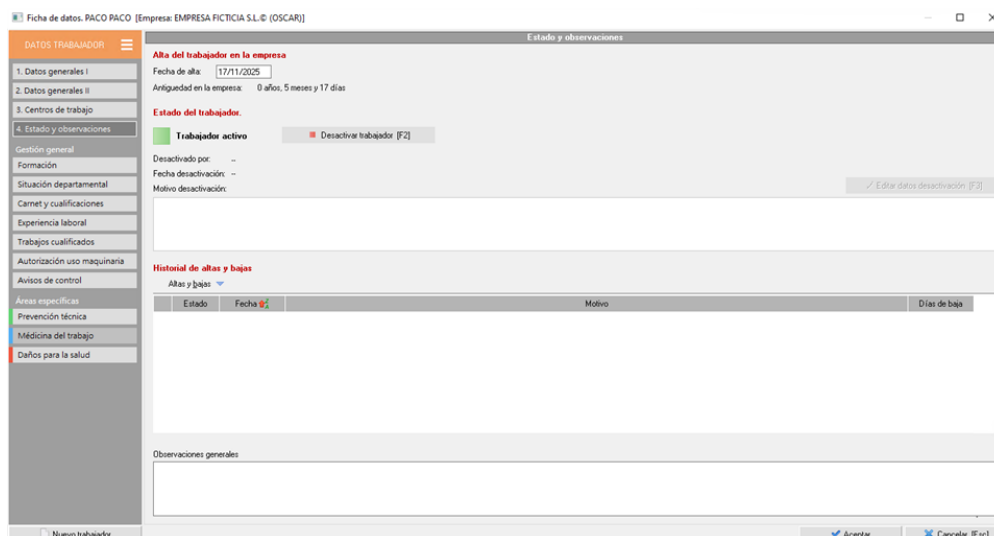 Ficha de datos. PACO PACO [Empresa: EMPRESA FICTICIA S.L.© (OSCAR)]
DATOS TRABAJADOR
1. Datos generales I
2. Datos generales II
3. Centros de trabajo
4. Estado y observaciones
Gestión general
Formación
Situación departamental
Carnet y cualificaciones
Experiencia laboral
Trabajos cualificados
Autorización uso maquinaria
Avisos de control
Áreas específicas
Prevención técnica
Médicina del trabajo
Daños para la salud
Nuevo trabajador
Estado y observaciones
Alta del trabajador en la empresa
Fecha de alta: 17/11/2025
Antiguedad en la empresa: 0 años, 5 meses y 17 días
Estado del trabajador.
Trabajador activo
Desactivar trabajador [F2]
Desactivado por: --
Fecha desactivación: --
Motivo desactivación:
Editar datos desactivación [F3]
Historial de altas y bajas
Altas y bajas
Estado Fecha Motivo Días de baja
Observaciones generales
Aceptar Cancelar [Esc]